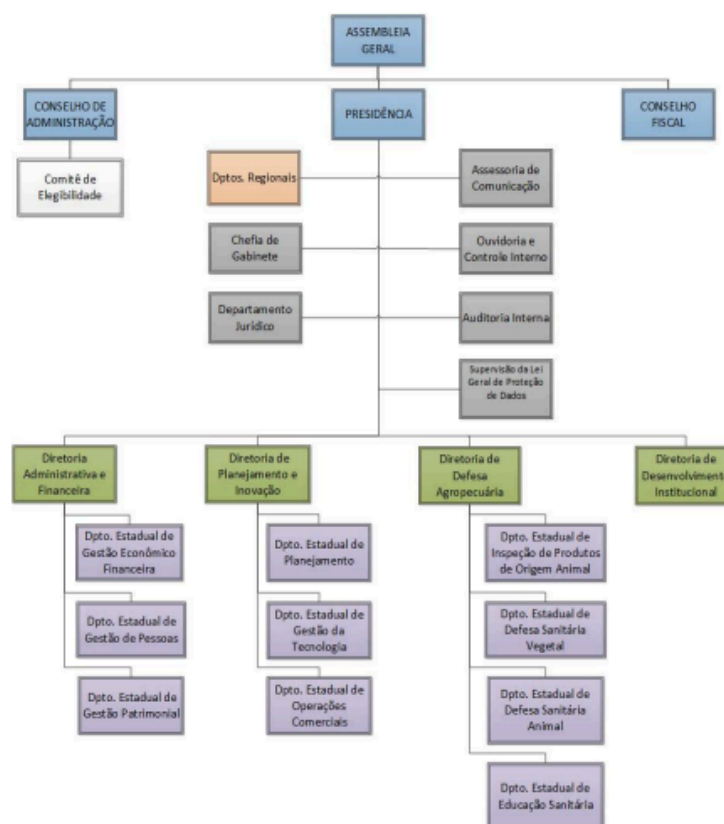 ASSEMBLEIA
GERAL
CONSELHO DE
ADMINISTRAÇÃO
PRESIDÊNCIA
CONSELHO
FISCAL
Comitê de
Elegibilidade
Dptos. Regionais
Assessoria de
Comunicação
Chefia de
Gabinete
Ouvidoria e
Controle Interno
Departamento
Jurídico
Auditoria Interna
Supervisão da Lei
Geral de Proteção
de Dados
Diretoria
Administrativa e
Financeira
Diretoria de
Planejamento e
Inovação
Diretoria de
Defesa
Agropecuária
Diretoria de
Desenvolviment
Institucional
Dpto. Estadual de
Gestão Econômico
Financeira
Dpto. Estadual de
Planejamento
Dpto. Estadual de
Inspeção de Produtos
de Origem Animal
Dpto. Estadual de
Gestão de Pessoas
Dpto. Estadual de
Gestão da
Tecnologia
Dpto. Estadual de
Defesa Sanitária
Vegetal
Dpto. Estadual de
Gestão Patrimonial
Dpto. Estadual de
Operações
Comerciais
Dpto. Estadual de
Defesa Sanitária
Animal
Dpto. Estadual de
Educação Sanitária